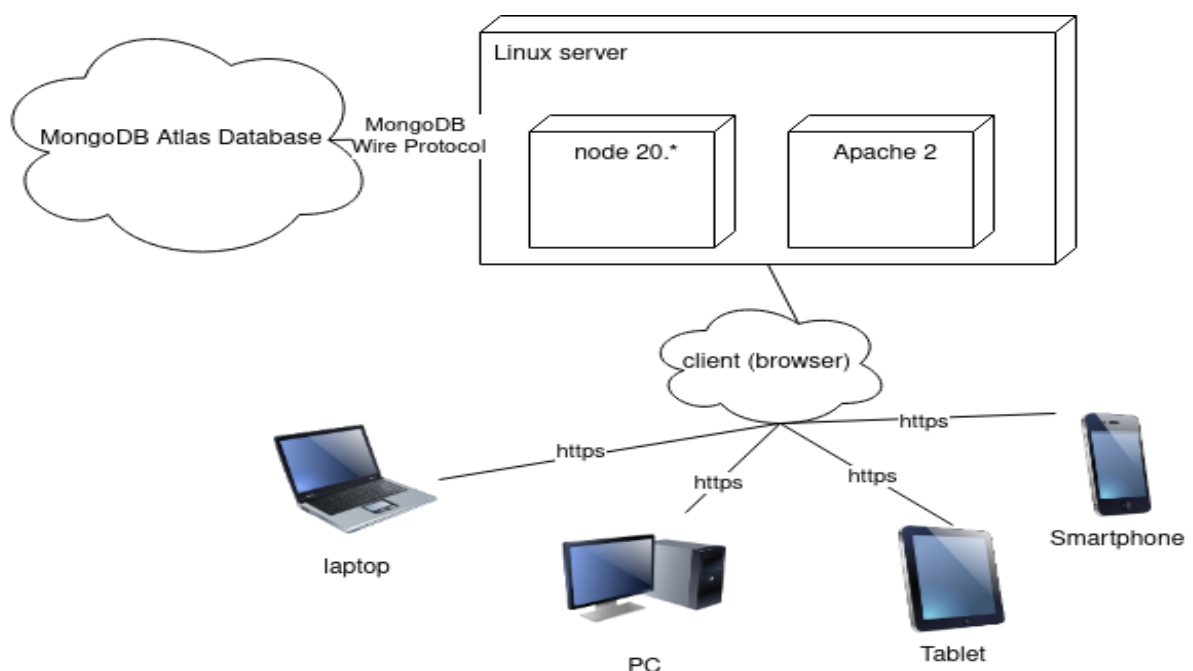 Linux server
MongoDB Atlas Database
MongoDB
Wire Protocol
node 20.*
Apache 2
client (browser)
https
https
https
https
laptop
PC
Tablet
Smartphone